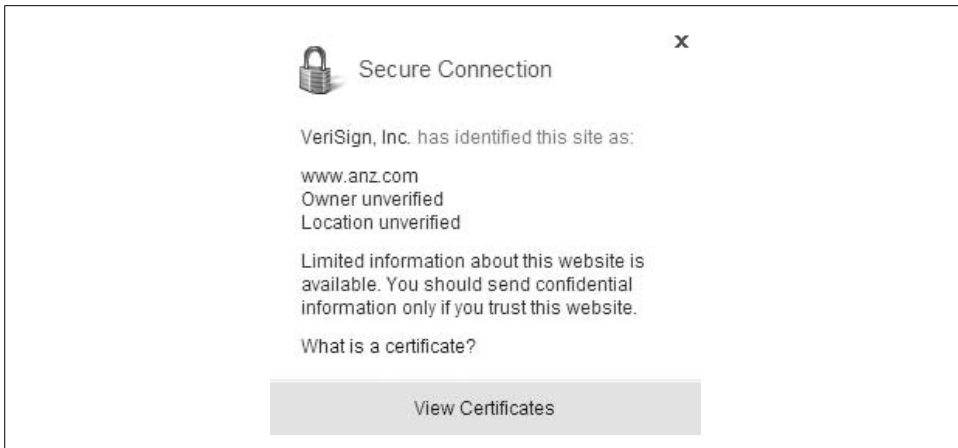 x
Secure Connection
VeriSign, Inc. has identified this site as:
www.anz.com
Owner unverified
Location unverified
Limited information about this website is
available. You should send confidential
information only if you trust this website.
What is a certificate?
View Certificates